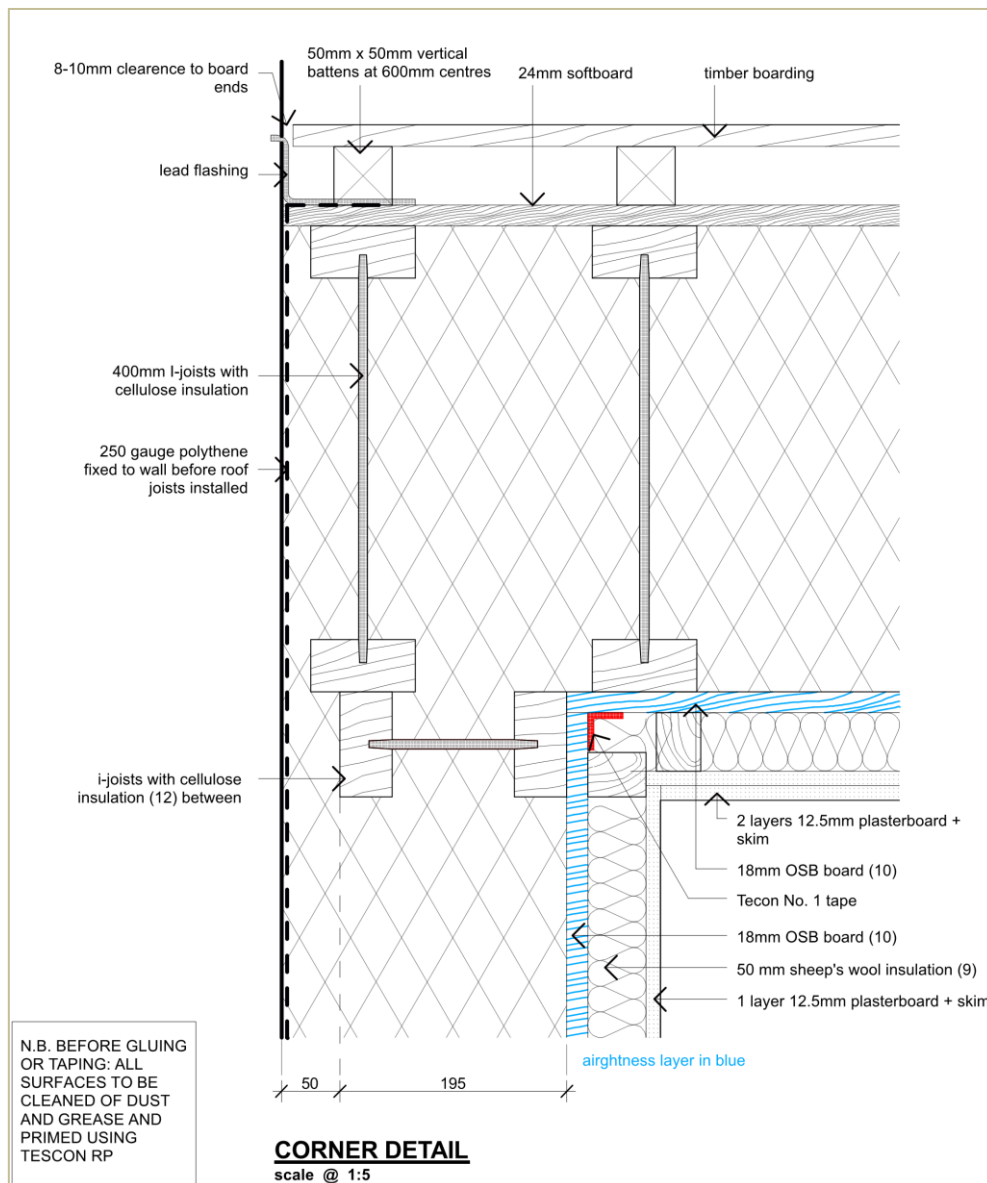 50mm x 50mm vertical
battens at 600mm centres
8-10mm clearence to board
ends
24mm softboard
timber boarding
lead flashing
400mm I-joists with
cellulose insulation
250 gauge polythene
fixed to wall before roof
joists installed
i-joists with cellulose
insulation (12) between
2 layers 12.5mm plasterboard +
skim
18mm OSB board (10)
Tecon No. 1 tape
18mm OSB board (10)
50 mm sheep's wool insulation (9)
1 layer 12.5mm plasterboard + skim
airghtness layer in blue
50
195
N.B. BEFORE GLUING
OR TAPING: ALL
SURFACES TO BE
CLEANED OF DUST
AND GREASE AND
PRIMED USING
TESCON RP
CORNER DETAIL
scale @ 1:5